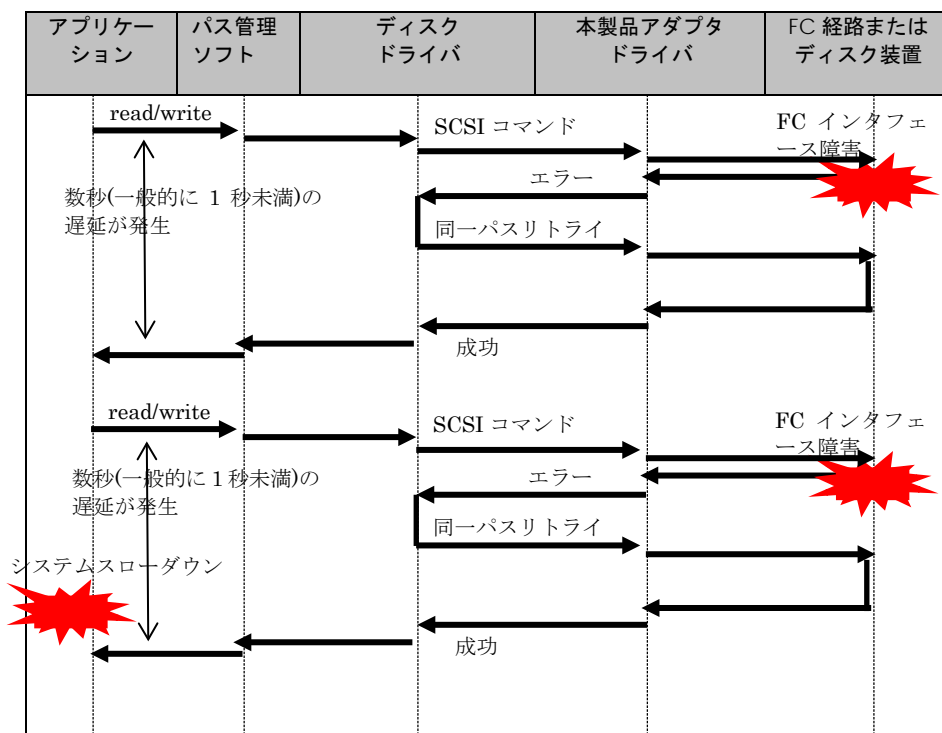 アプリケー
ション
パス管理
ソフト
ディスク
ドライバ
本製品アダプタ
ドライバ
FC 経路または
ディスク装置
read/write
SCSI コマンド
FC インタフェ
ース障害
エラー
数秒(一般的に 1 秒未満)の
遅延が発生
同一パスリトライ
成功
read/write
SCSI コマンド
FC インタフェ
ース障害
エラー
数秒(一般的に 1 秒未満)の
遅延が発生
同一パスリトライ
システムスローダウン
成功